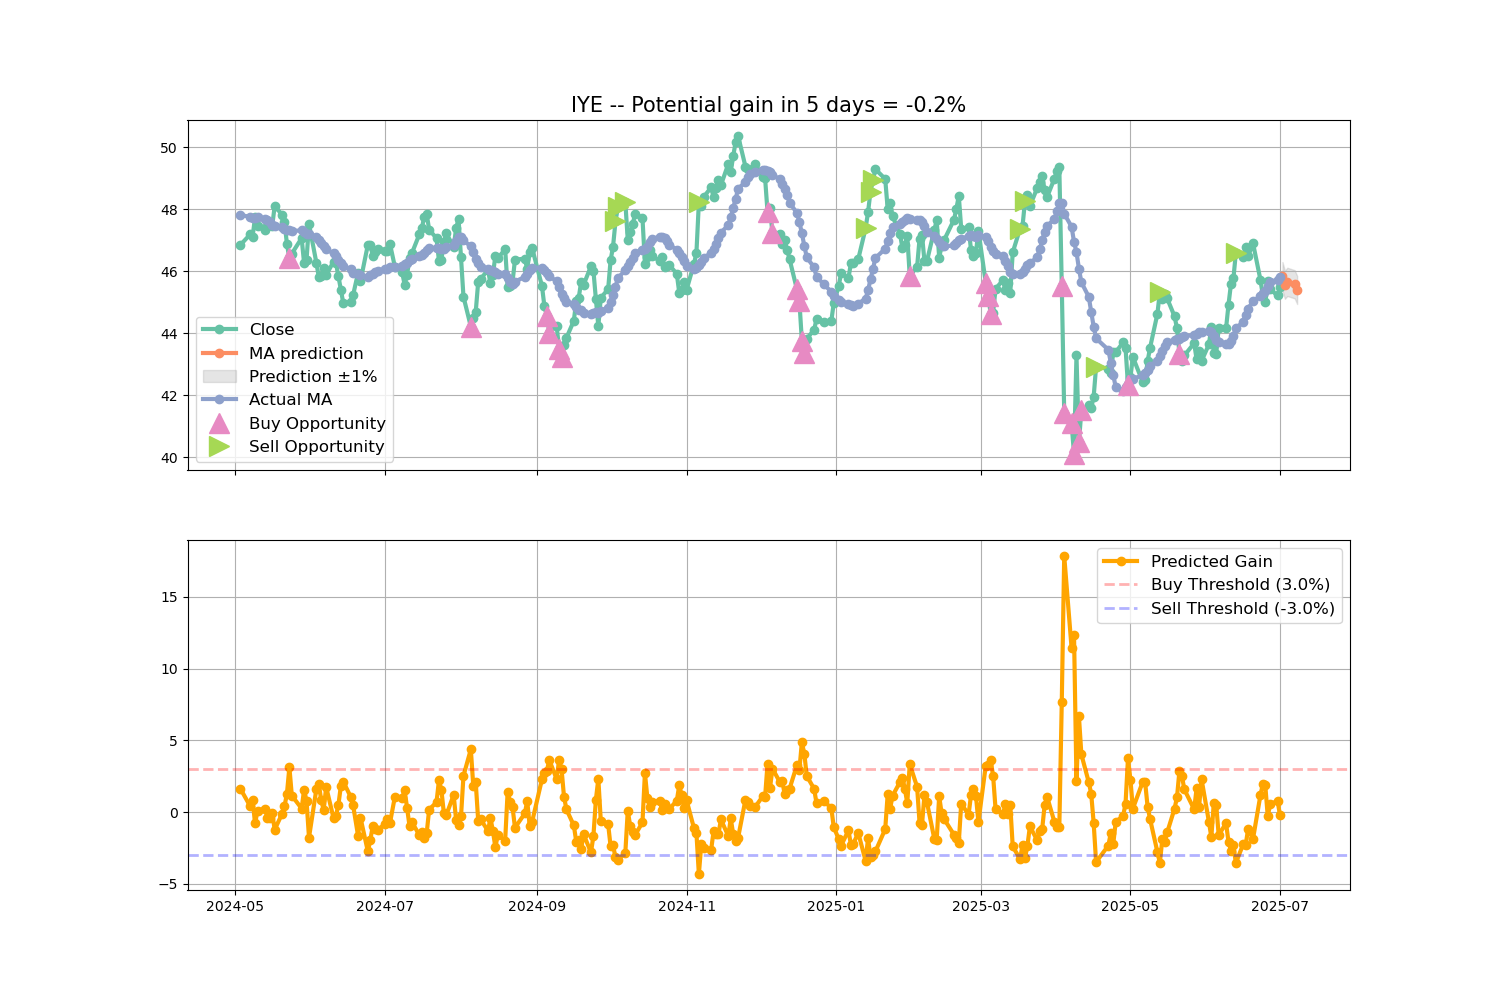 IYE -- Potential gain in 5 days = -0.2%
50
48
46
44
42
40
Close
MA prediction
Prediction ±1%
Actual MA
Buy Opportunity
Sell Opportunity
15
10
5
0
−5
Predicted Gain
Buy Threshold (3.0%)
Sell Threshold (-3.0%)
2024-05
2024-07
2024-09
2024-11
2025-01
2025-03
2025-05
2025-07